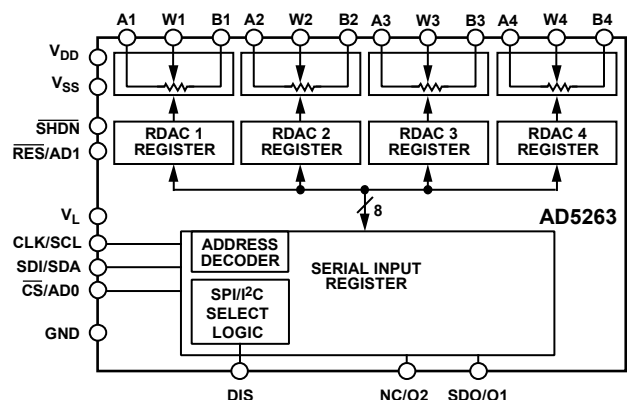 A1 W1 B1 A2 W2 B2 A3 W3 B3 A4 W4 B4
VDD
VSS
SHDN
RDAC 1
REGISTER
RDAC 2
REGISTER
RDAC 3
REGISTER
RDAC 4
REGISTER
RES/AD1
8
VL
AD5263
CLK/SCL
ADDRESS
DECODER
SDI/SDA
SERIAL INPUT
REGISTER
CS/AD0
SPI/I²C
SELECT
LOGIC
GND
DIS
NC/O2
SDO/O1